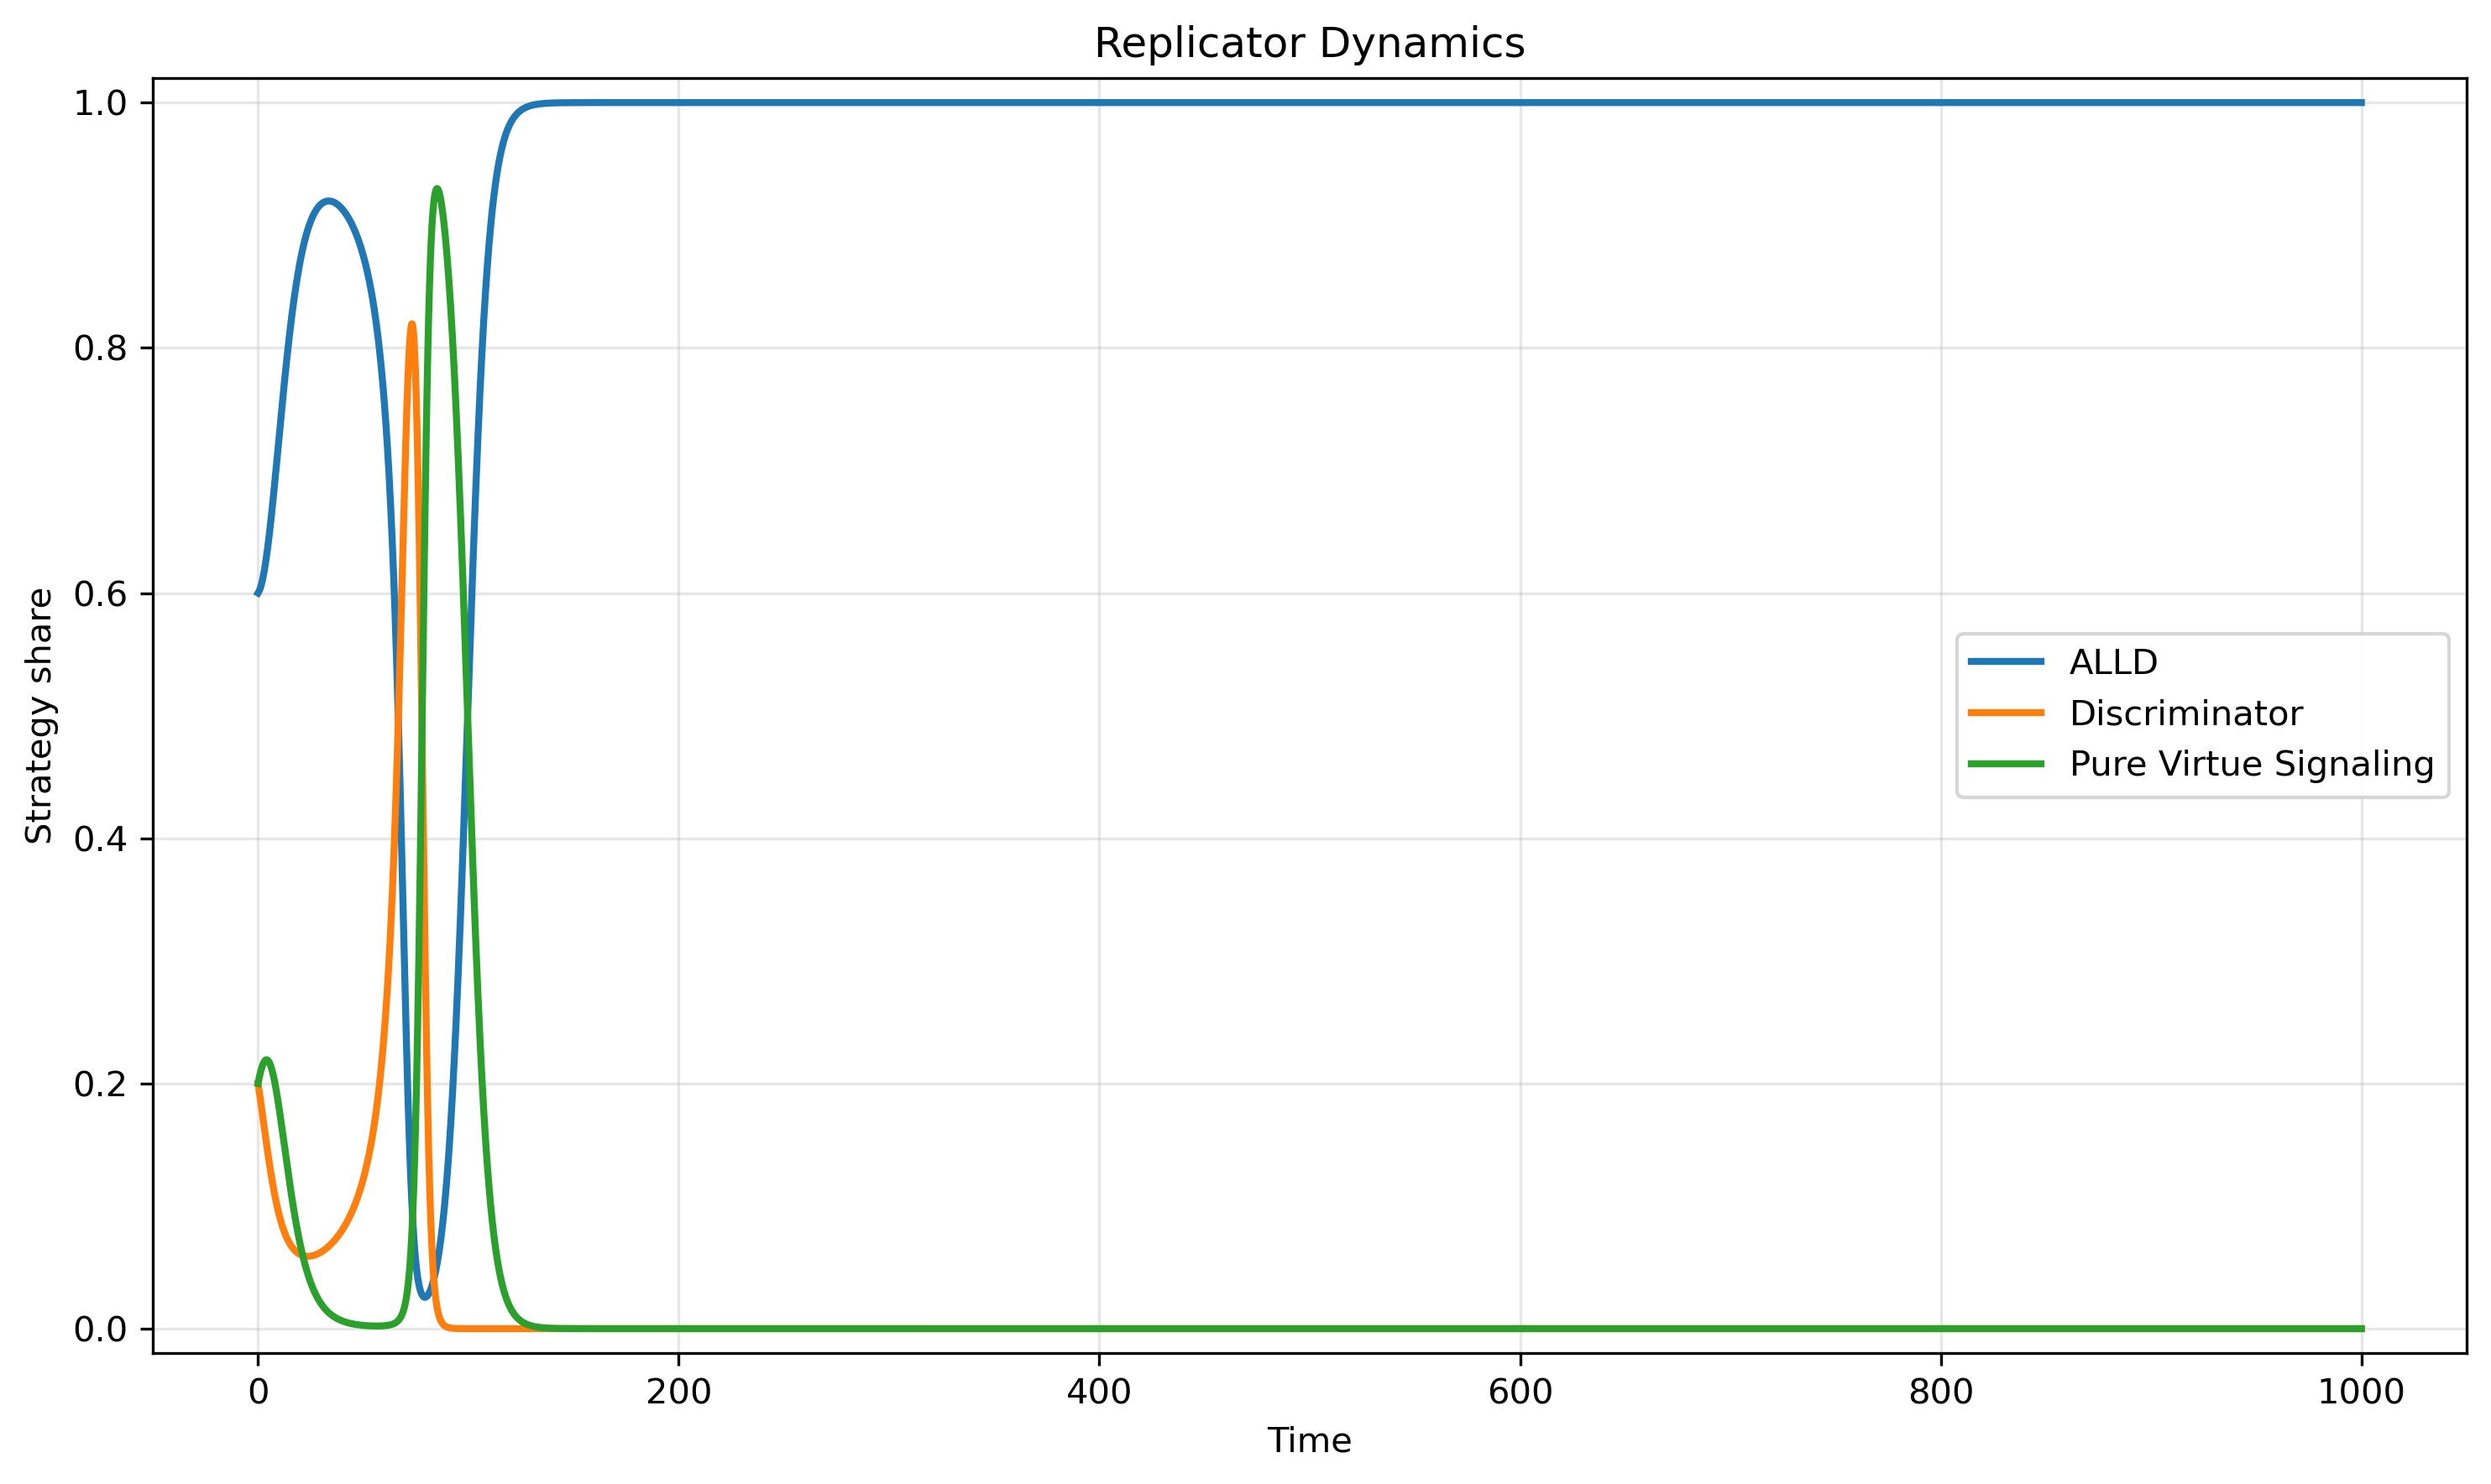 Replicator Dynamics
Strategy share
1.0
0.8
0.6
0.4
0.2
0.0
ALLD
Discriminator
Pure Virtue Signaling
0 200 400 600 800 1000
Time